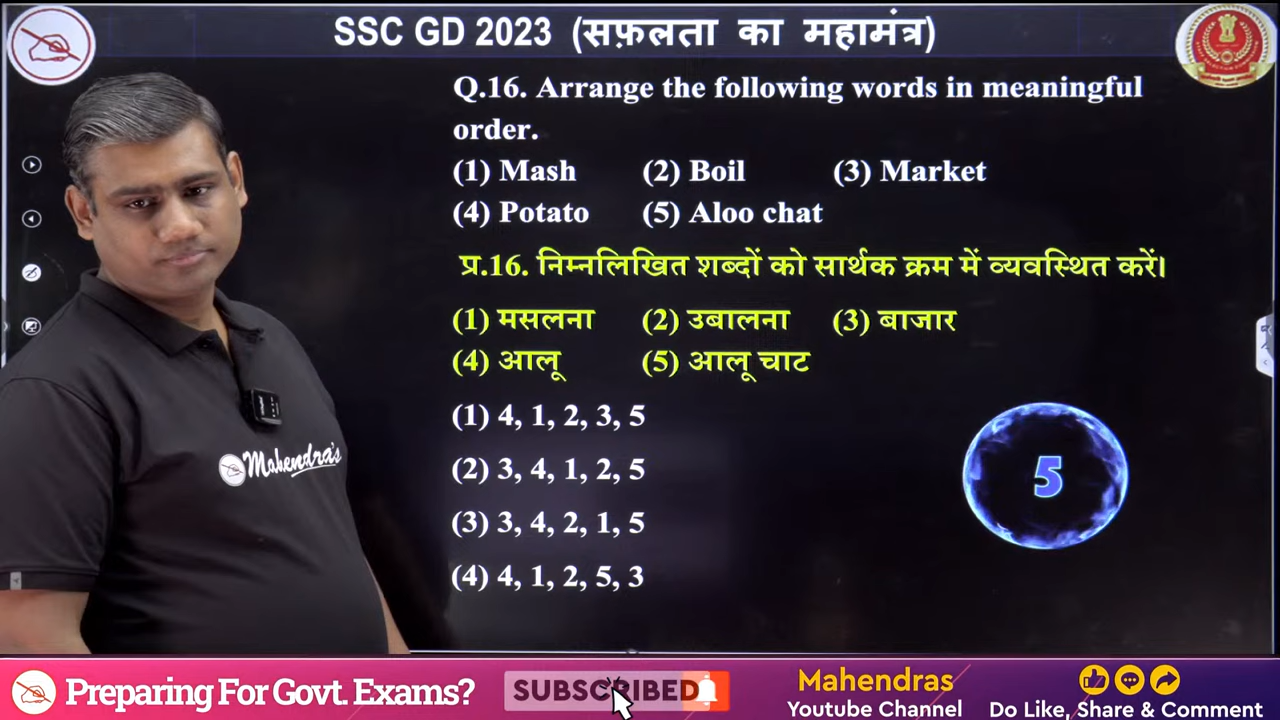 SSC GD 2023 (सफ़लता का महामंत्र)
Q.16. Arrange the following words in meaningful
order.
(1) Mash (2) Boil (3) Market
(4) Potato (5) Aloo chat
प्र.16. निम्नलिखित शब्दों को सार्थक क्रम में व्यवस्थित करें।
(1) मसलना (2) उबालना (3) बाजार
(4) आलू (5) आलू चाट
(1) 4, 1, 2, 3, 5
(2) 3, 4, 1, 2, 5
(3) 3, 4, 2, 1, 5
(4) 4, 1, 2, 5, 3
5
Mahendra's
Preparing For Govt. Exams?
SUBSCRIBED
Mahendras
YouTube Channel
Do Like, Share & Comment